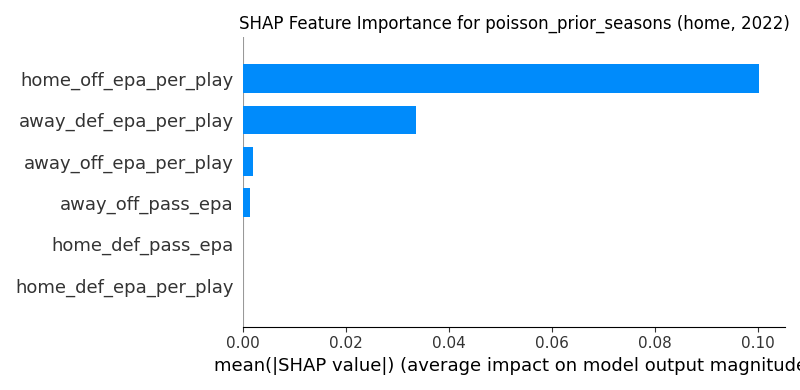 SHAP Feature Importance for poisson_prior_seasons (home, 2022)
home_off_epa_per_play
away_def_epa_per_play
away_off_epa_per_play
away_off_pass_epa
home_def_pass_epa
home_def_epa_per_play
0.00 0.02 0.04 0.06 0.08 0.10
mean(|SHAP value|) (average impact on model output magnitude